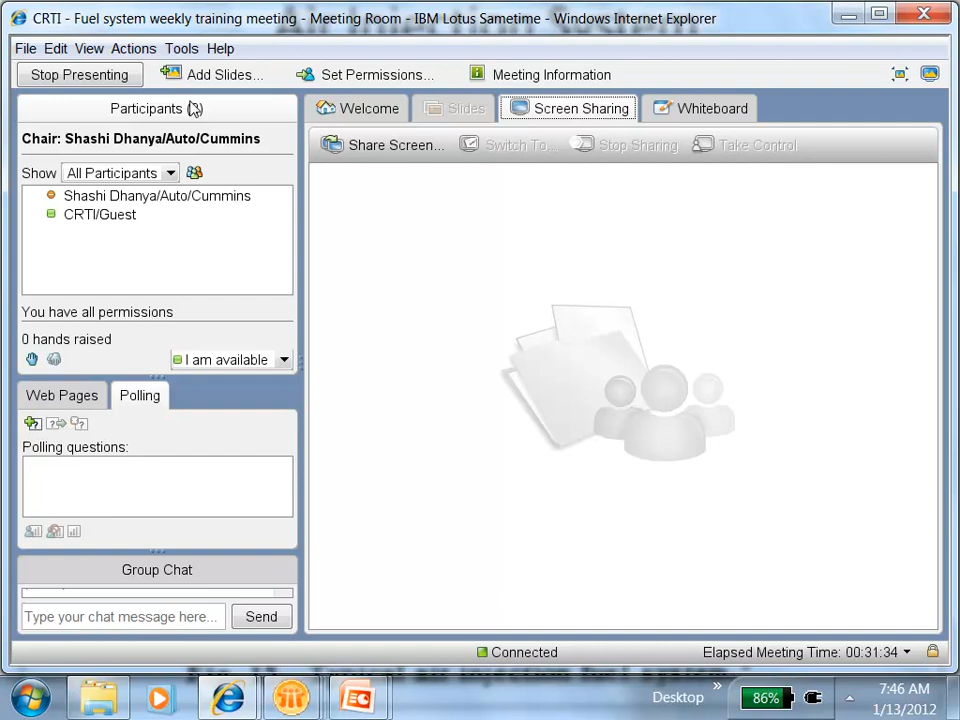 CRTI - Fuel system weekly training meeting - Meeting Room - IBM Lotus Sametime - Windows Internet Explorer
File Edit View Actions Tools Help
Stop Presenting Add Slides... Set Permissions... Meeting Information
Participants
Welcome Slides Screen Sharing Whiteboard
Chair: Shashi Dhanya/Auto/Cummins
Share Screen... Switch To... Stop Sharing Take Control
Show All Participants
Shashi Dhanya/Auto/Cummins
CRTI/Guest
You have all permissions
0 hands raised
I am available
Web Pages Polling
Polling questions:
Group Chat
Type your chat message here... Send
Connected Elapsed Meeting Time: 00:31:34
Desktop » 86% 7:46 AM
1/13/2012